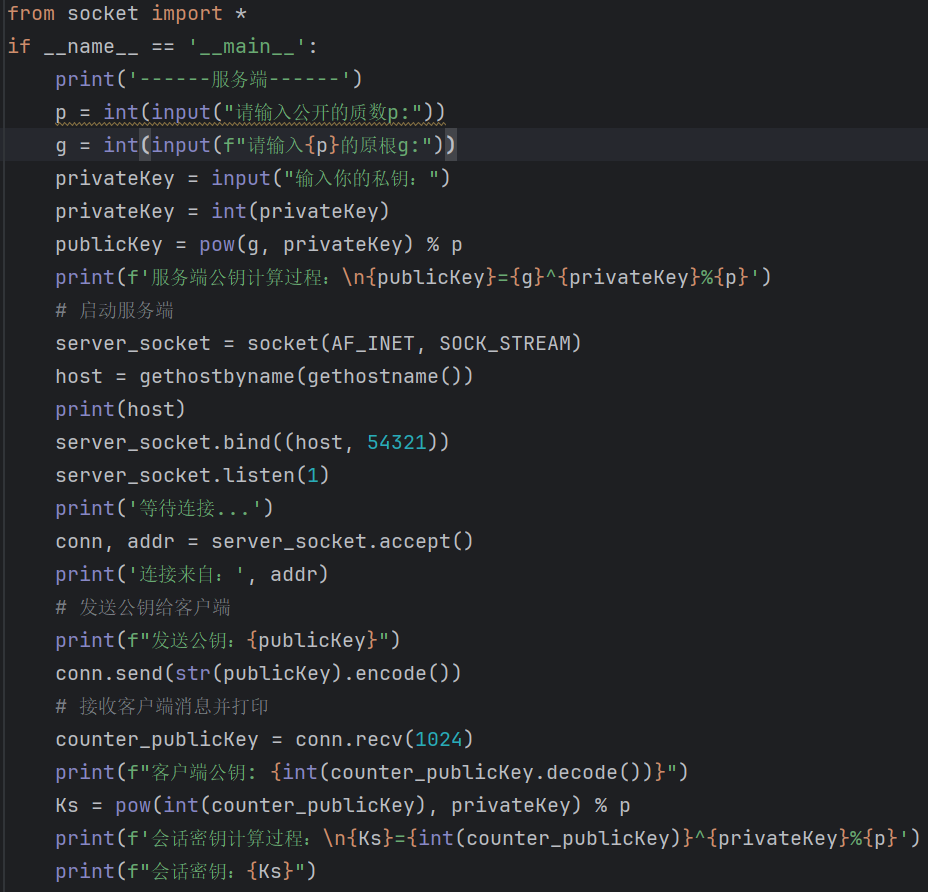 from socket import *
if __name__ == '__main__':
    print('------服务端------')
    p = int(input("请输入公开的质数p:"))
    g = int(input(f"请输入{p}的原根g:"))
    privateKey = input("输入你的私钥：")
    privateKey = int(privateKey)
    publicKey = pow(g, privateKey) % p
    print(f'服务端公钥计算过程：\n{publicKey}={g}^{privateKey}%{p}')
    # 启动服务端
    server_socket = socket(AF_INET, SOCK_STREAM)
    host = gethostbyname(gethostname())
    print(host)
    server_socket.bind((host, 54321))
    server_socket.listen(1)
    print('等待连接...')
    conn, addr = server_socket.accept()
    print('连接来自：', addr)
    # 发送公钥给客户端
    print(f"发送公钥：{publicKey}")
    conn.send(str(publicKey).encode())
    # 接收客户端消息并打印
    counter_publicKey = conn.recv(1024)
    print(f"客户端公钥: {int(counter_publicKey.decode())}")
    Ks = pow(int(counter_publicKey), privateKey) % p
    print(f'会话密钥计算过程：\n{Ks}={int(counter_publicKey)}^{privateKey}%{p}')
    print(f"会话密钥：{Ks}")